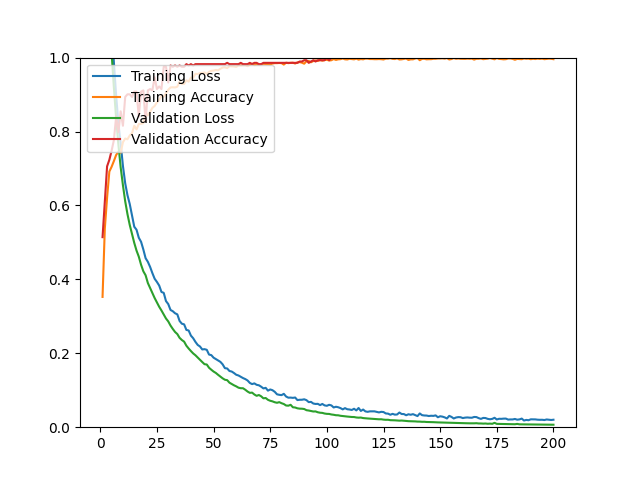 1.0
0.8
0.6
0.4
0.2
0.0
Training Loss
Training Accuracy
Validation Loss
Validation Accuracy
0 25 50 75 100 125 150 175 200